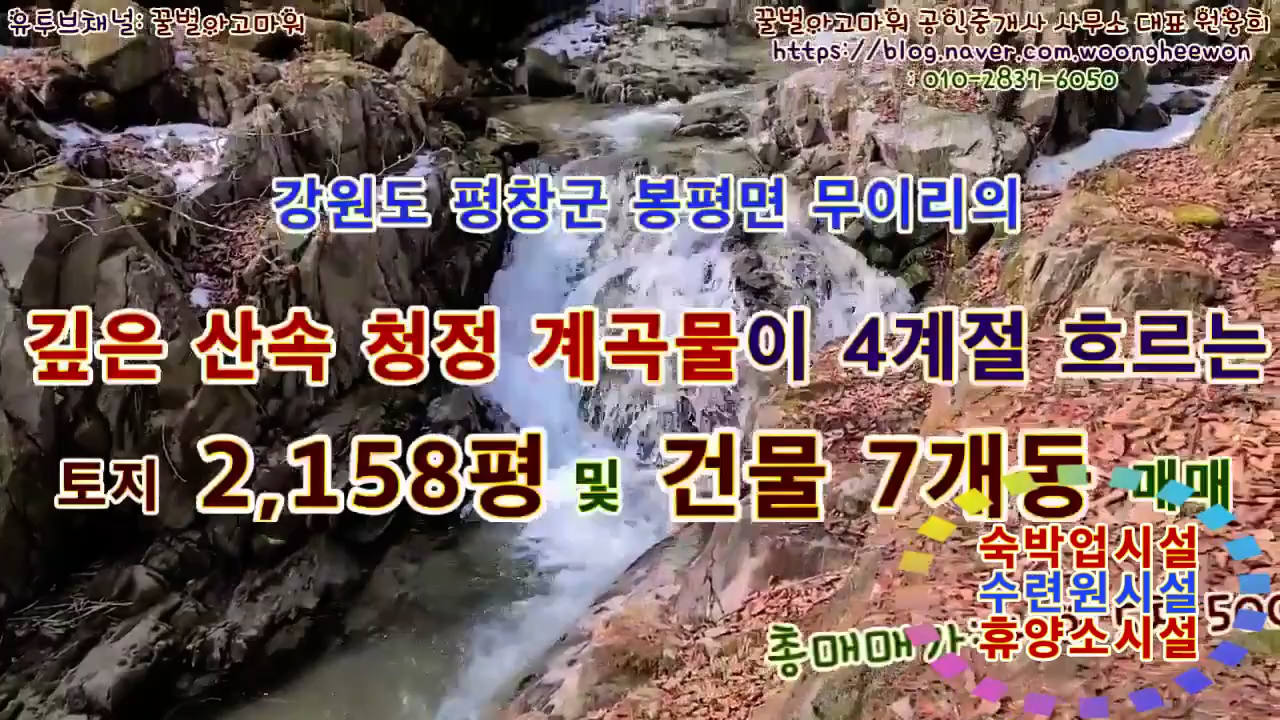 유투브채널: 꿀벌아고마워
꿀벌아고마워 공인중개사 사무소 대표 원웅희
https://blog.naver.com.woongheewon
: 010-2837-6050
강원도 평창군 봉평면 무이리의
깊은 산속 청정 계곡물이 4계절 흐르는
토지 2,158평 및 건물 7개동 매매
숙박업시설
수련원시설
휴양소시설
총매매가: